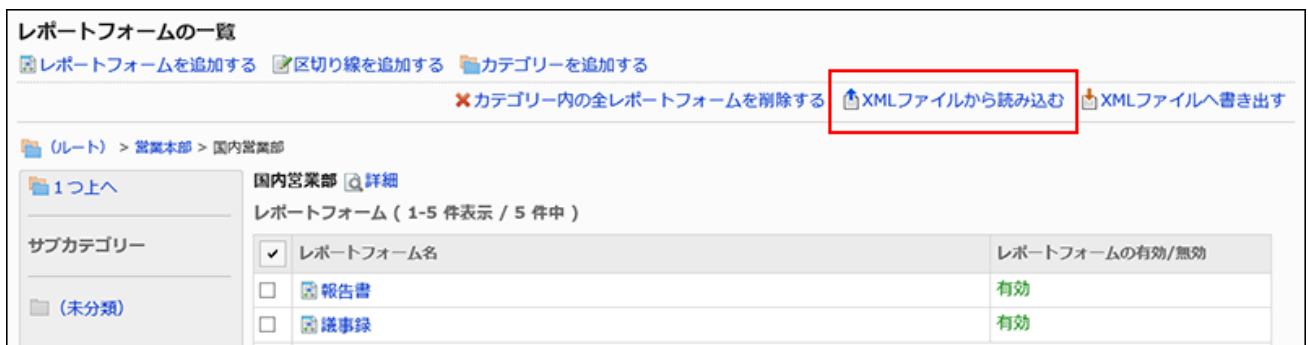 レポートフォームの一覧
レポートフォームを追加する 区切り線を追加する カテゴリーを追加する
カテゴリー内の全レポートフォームを削除する XMLファイルから読み込む XMLファイルへ書き出す
(ルート) > 営業本部 > 国内営業部
1つ上へ
サブカテゴリー
(未分類)
国内営業部 詳細
レポートフォーム ( 1-5 件表示 / 5 件中 )
レポートフォーム名 レポートフォームの有効/無効
報告書 有効
議事録 有効